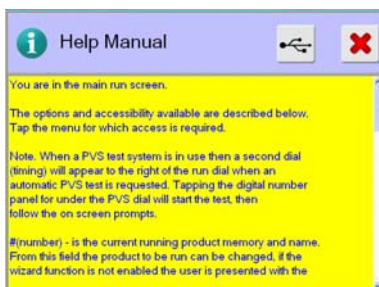 Help Manual
You are in the main run screen.
The options and accessibility available are described below.
Tap the menu for which access is required.
Note. When a PVS test system is in use then a second dial
(timing) will appear to the right of the run dial when an
automatic PVS test is requested. Tapping the digital number
panel for under the PVS dial will start the test, then
follow the on screen prompts.
#(number) - is the current running product memory and name.
From this field the product to be run can be changed, if the
wizard function is not enabled the user is presented with the